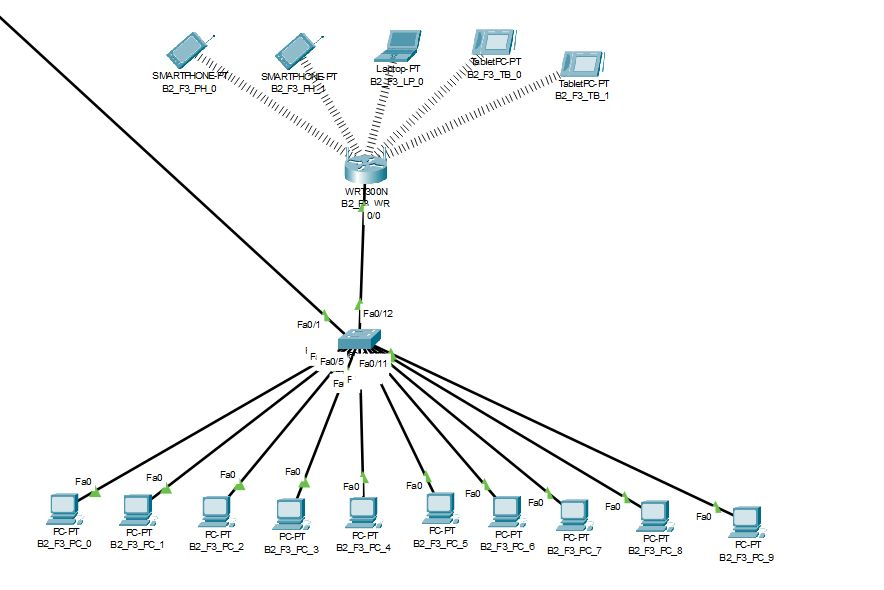 SMARTPHONE-PT
B2_F3_PH_0
SMARTPHONE-PT
B2_F3_PH_1
Laptop-PT
B2_F3_LP_0
TabletPC-PT
B2_F3_TB_0
TabletPC-PT
B2_F3_TB_1
WRT300N
B2_F3_WR
0/0
Fa0/12
Fa0/1
Fa0/5
Fa0/11
Fa0
Fa0
Fa0
Fa0
Fa0
Fa0
Fa0
Fa0
Fa0
Fa0
PC-PT
B2_F3_PC_0
PC-PT
B2_F3_PC_1
PC-PT
B2_F3_PC_2
PC-PT
B2_F3_PC_3
PC-PT
B2_F3_PC_4
PC-PT
B2_F3_PC_5
PC-PT
B2_F3_PC_6
PC-PT
B2_F3_PC_7
PC-PT
B2_F3_PC_8
PC-PT
B2_F3_PC_9